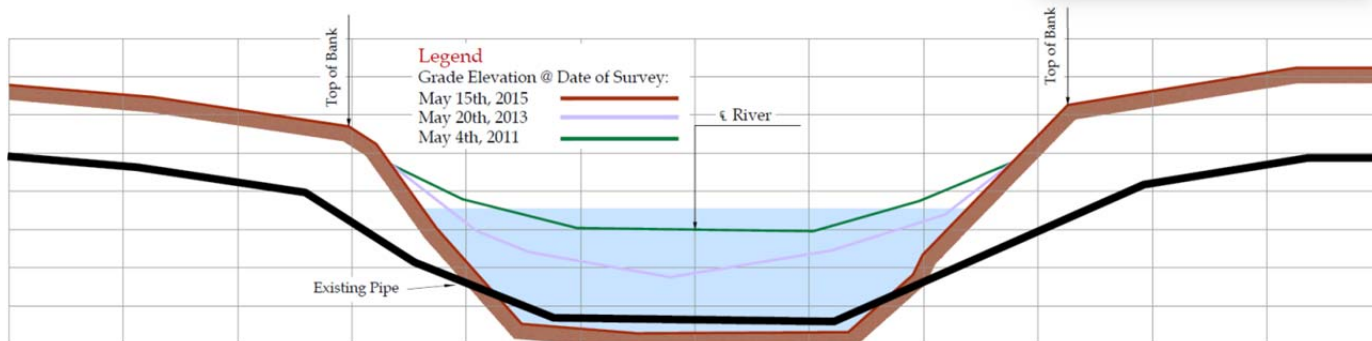 Top of Bank
Legend
Grade Elevation @ Date of Survey:
May 15th, 2015
May 20th, 2013
May 4th, 2011
℄ River
Top of Bank
Existing Pipe